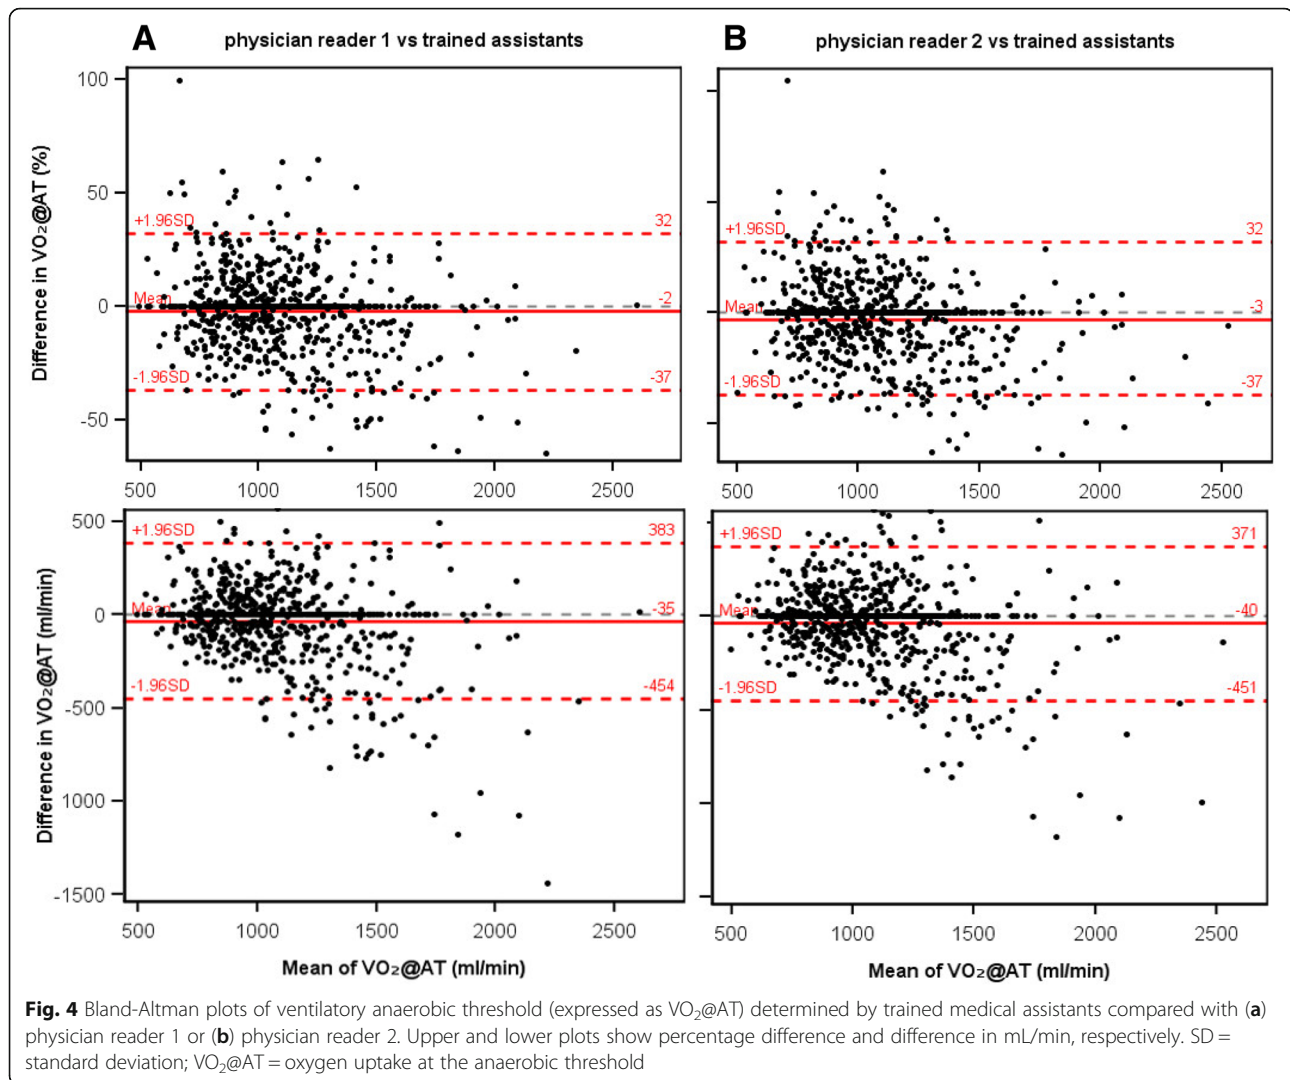 A physician reader 1 vs trained assistants
B physician reader 2 vs trained assistants
Difference in VO₂@AT (%)
100
50
0
-50
+1.96SD 32
Mean -2
-1.96SD -37
500 1000 1500 2000 2500
+1.96SD 32
Mean -3
-1.96SD -37
500 1000 1500 2000 2500
Difference in VO₂@AT (ml/min)
500
0
-500
1000
-1500
+1.96SD 383
Mean -35
-1.96SD -454
500 1000 1500 2000 2500
Mean of VO₂@AT (ml/min)
+1.96SD 371
Mean -40
-1.96SD -451
500 1000 1500 2000 2500
Mean of VO₂@AT (ml/min)
Fig. 4 Bland-Altman plots of ventilatory anaerobic threshold (expressed as VO₂@AT) determined by trained medical assistants compared with (a)
physician reader 1 or (b) physician reader 2. Upper and lower plots show percentage difference and difference in mL/min, respectively. SD =
standard deviation; VO₂@AT = oxygen uptake at the anaerobic threshold